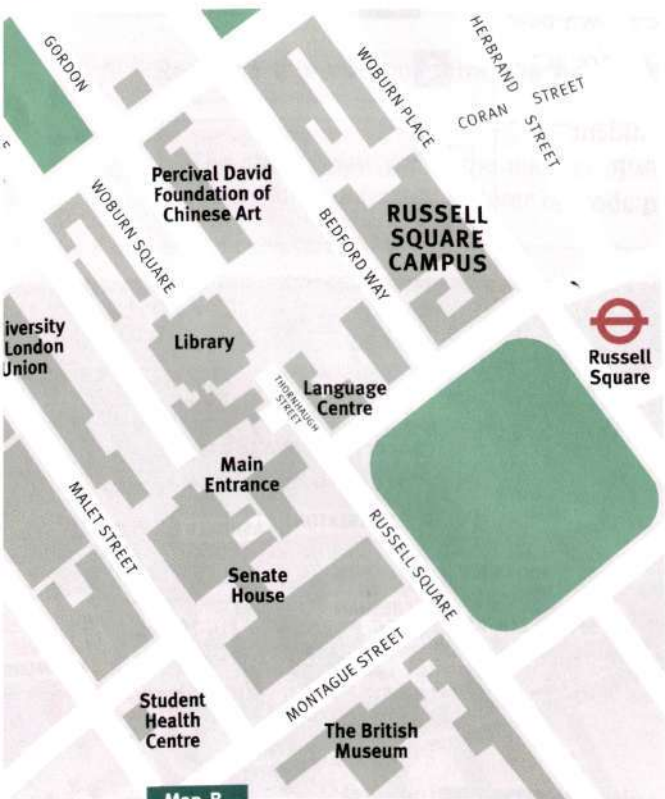 GORDON
WOBURN PLACE
HERBRAND
STREET
CORAN STREET
Percival David
Foundation of
Chinese Art
WOBURN SQUARE
BEDFORD WAY
RUSSELL
SQUARE
CAMPUS
iversity
London
Union
Library
Russell
Square
THORNHAUGH
STREET
Language
Centre
Main
Entrance
MALET STREET
RUSSELL SQUARE
Senate
House
MONTAGUE STREET
Student
Health
Centre
The British
Museum
Map B